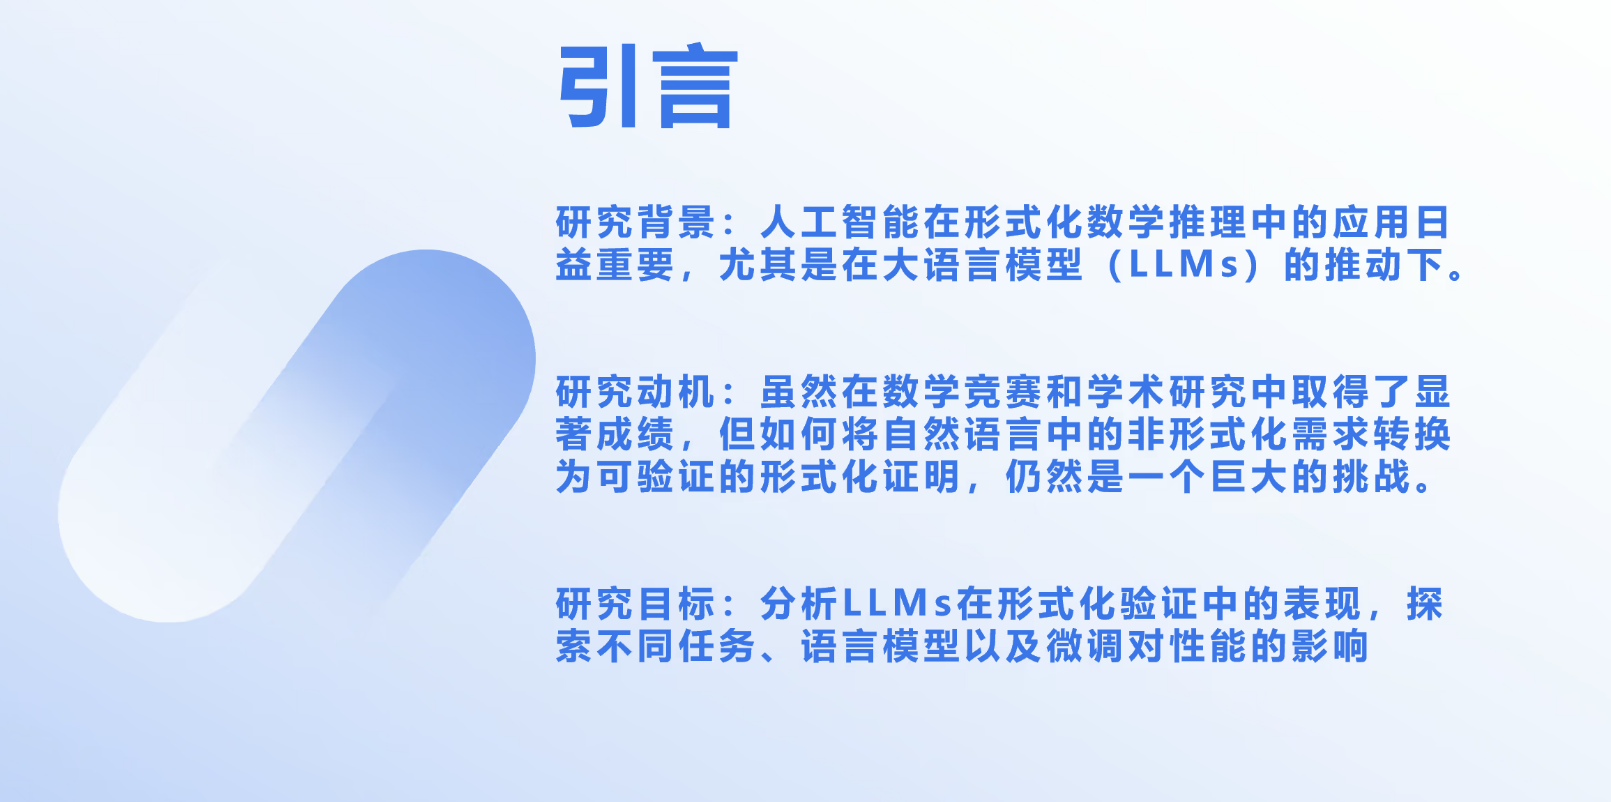 引言
研究背景：人工智能在形式化数学推理中的应用日
益重要，尤其是在大语言模型（LLMs）的推动下。
研究动机：虽然在数学竞赛和学术研究中取得了显
著成绩，但如何将自然语言中的非形式化需求转换
为可验证的形式化证明，仍然是一个巨大的挑战。
研究目标：分析LLMs在形式化验证中的表现，探
索不同任务、语言模型以及微调对性能的影响